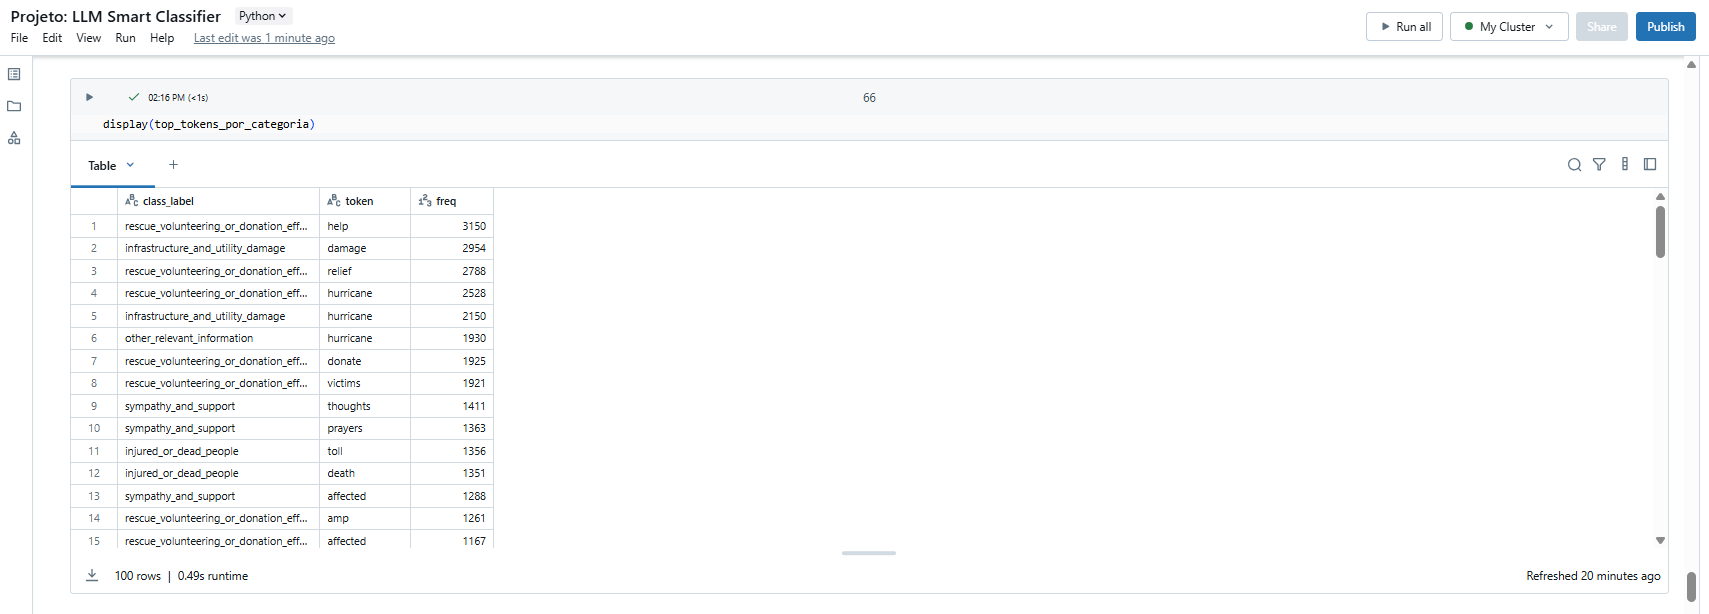 Projeto: LLM Smart Classifier Python
File Edit View Run Help Last edit was 1 minute ago
Run all My Cluster Share Publish
02:16 PM (<1s) 66
display(top_tokens_por_categoria)
Table +
class_label token freq
1 rescue_volunteering_or_donation_eff... help 3150
2 infrastructure_and_utility_damage damage 2954
3 rescue_volunteering_or_donation_eff... relief 2788
4 rescue_volunteering_or_donation_eff... hurricane 2528
5 infrastructure_and_utility_damage hurricane 2150
6 other_relevant_information hurricane 1930
7 rescue_volunteering_or_donation_eff... donate 1925
8 rescue_volunteering_or_donation_eff... victims 1921
9 sympathy_and_support thoughts 1411
10 sympathy_and_support prayers 1363
11 injured_or_dead_people toll 1356
12 injured_or_dead_people death 1351
13 sympathy_and_support affected 1288
14 rescue_volunteering_or_donation_eff... amp 1261
15 rescue_volunteering_or_donation_eff... affected 1167
100 rows | 0.49s runtime Refreshed 20 minutes ago